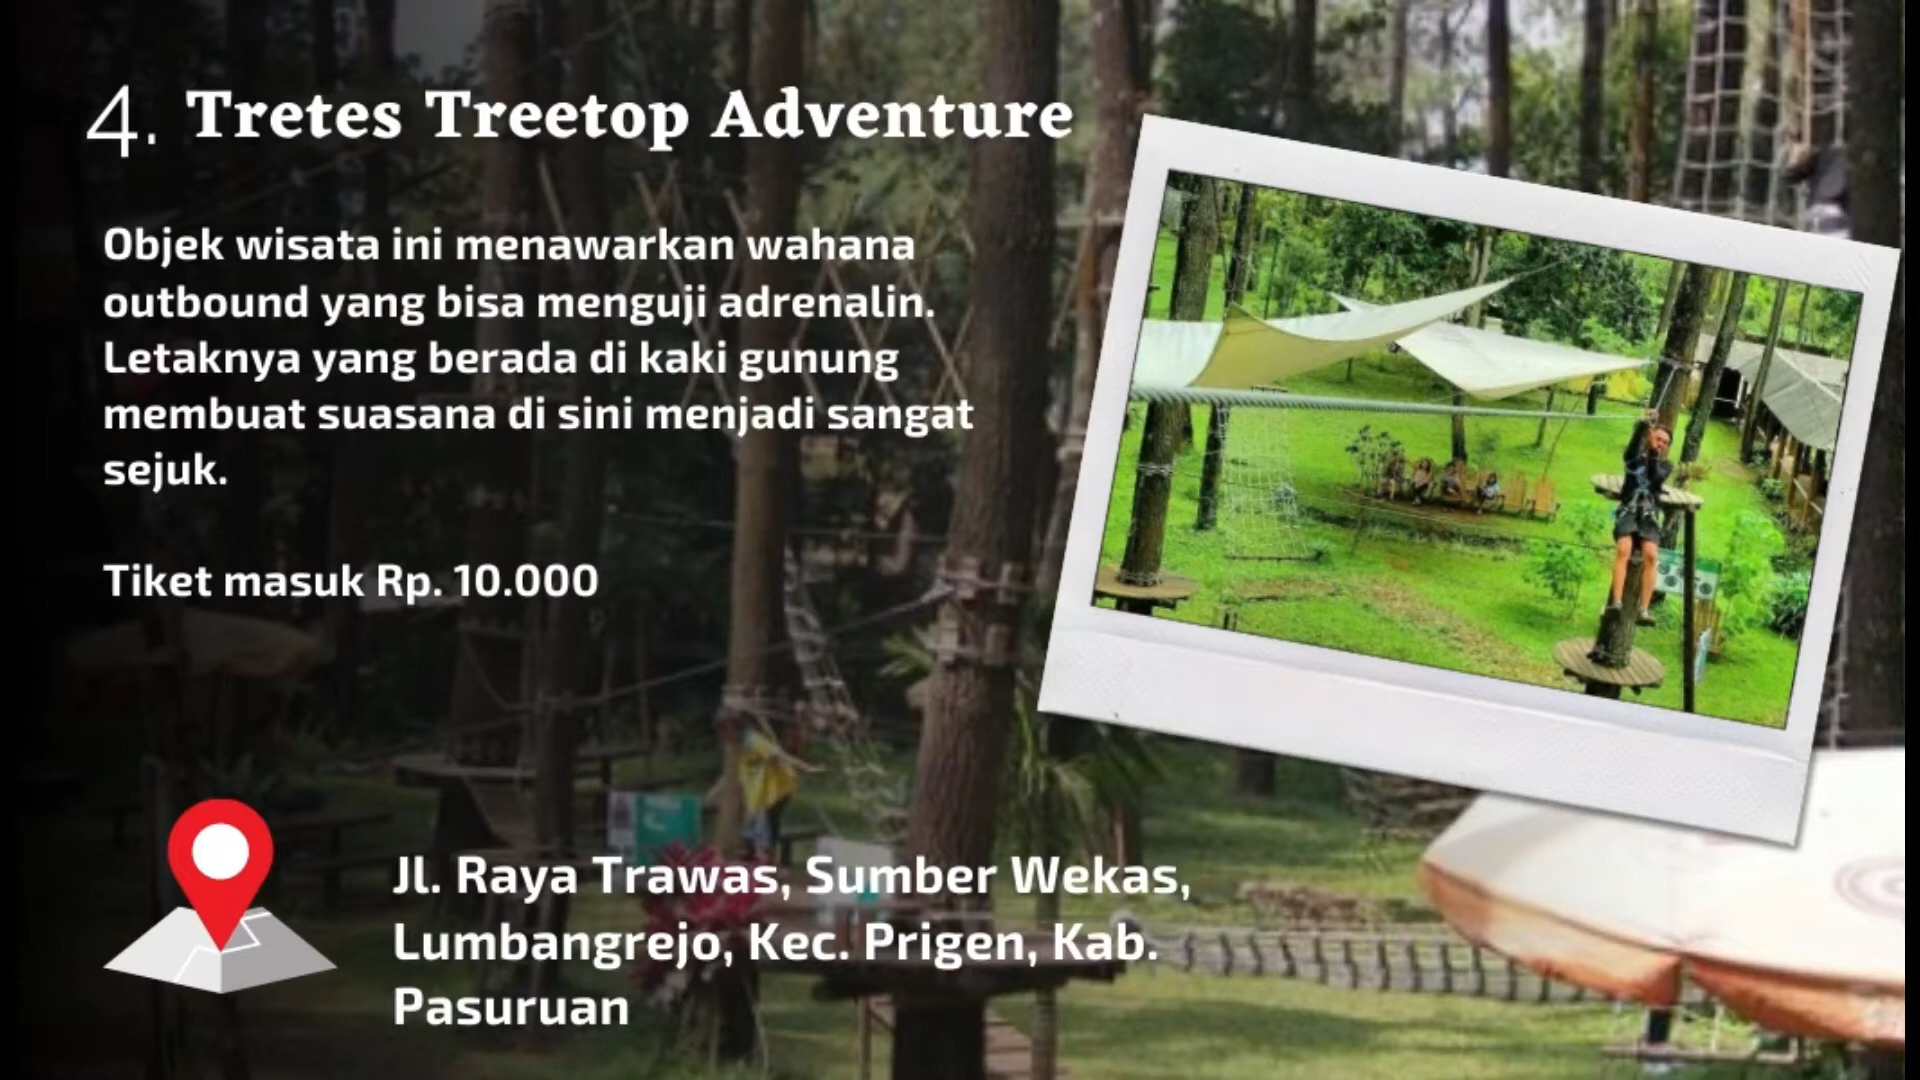 4. Tretes Treetop Adventure
Objek wisata ini menawarkan wahana
outbound yang bisa menguji adrenalin.
Letaknya yang berada di kaki gunung
membuat suasana di sini menjadi sangat
sejuk.
Tiket masuk Rp. 10.000
Jl. Raya Trawas, Sumber Wekas,
Lumbangrejo, Kec. Prigen, Kab.
Pasuruan